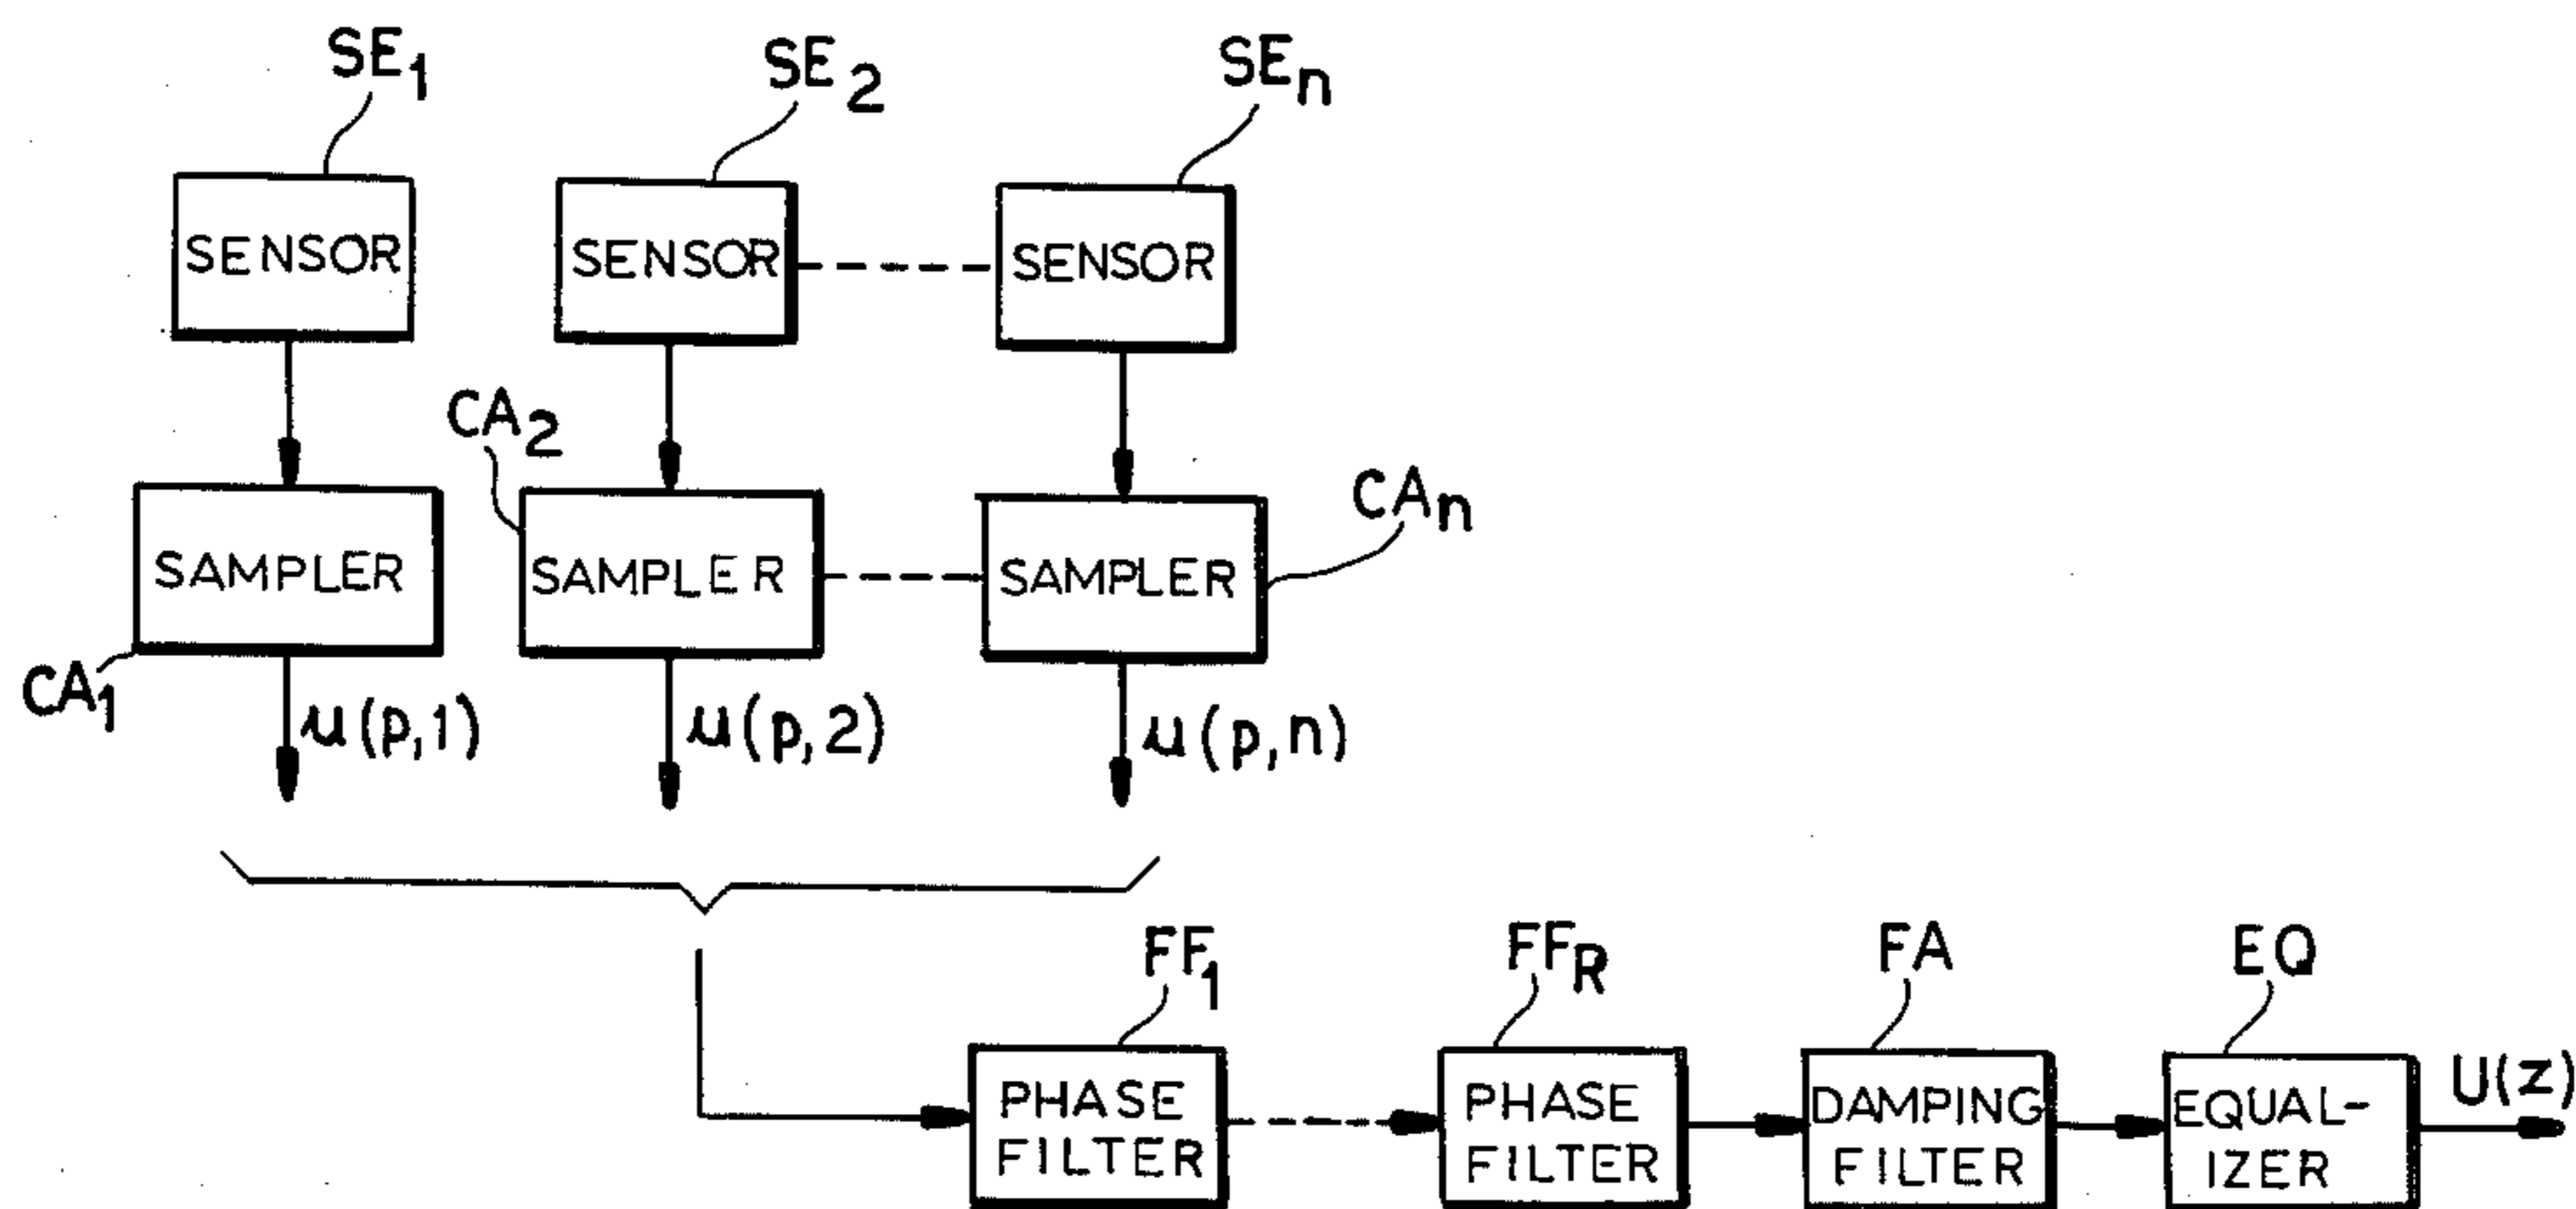 SE1 SE2 SEn
SENSOR SENSOR SENSOR
CA2
CAn
SAMPLER SAMPLER SAMPLER
CA1
u(p,1) u(p,2) u(p,n)
FF1 FFR FA EQ
PHASE FILTER
PHASE FILTER
DAMPING FILTER
EQUAL-
IZER
U(z)